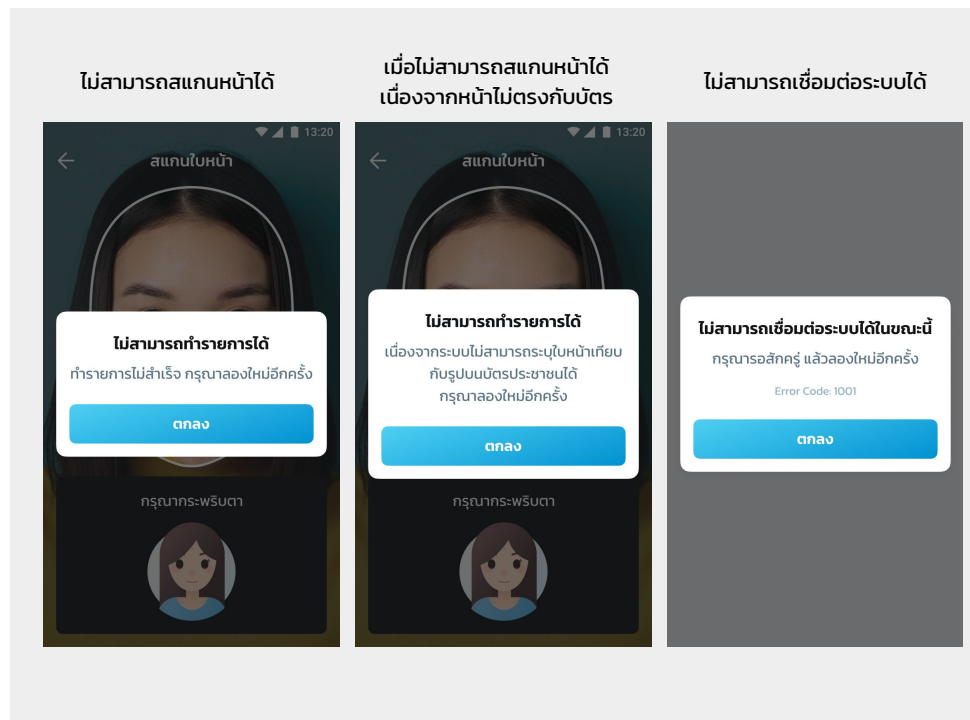 ไม่สามารถสแกนหน้าได้
เมื่อไม่สามารถสแกนหน้าได้
เนื่องจากหน้าไม่ตรงกับบัตร
ไม่สามารถเชื่อมต่อระบบได้
13:20
สแกนใบหน้า
ไม่สามารถทำรายการได้
ทำรายการไม่สำเร็จ กรุณาลองใหม่อีกครั้ง
ตกลง
กรุณากระพริบตา
13:20
สแกนใบหน้า
ไม่สามารถทำรายการได้
เนื่องจากระบบไม่สามารถระบุใบหน้าเทียบ
กับรูปบนบัตรประชาชนได้
กรุณาลองใหม่อีกครั้ง
ตกลง
กรุณากระพริบตา
ไม่สามารถเชื่อมต่อระบบได้ในขณะนี้
กรุณารอสักครู่ แล้วลองใหม่อีกครั้ง
Error Code: 1001
ตกลง